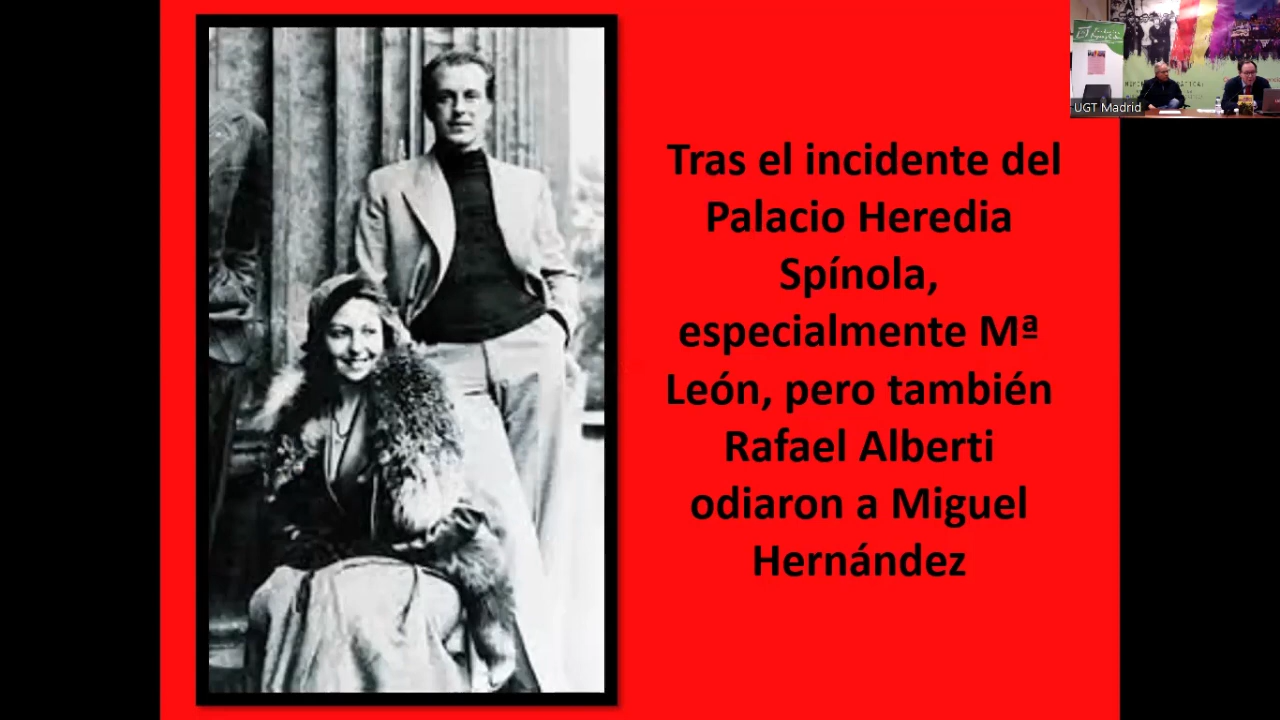 Tras el incidente del
Palacio Heredia
Spínola,
especialmente Mª
León, pero también
Rafael Alberti
odiaron a Miguel
Hernández
UGT Madrid